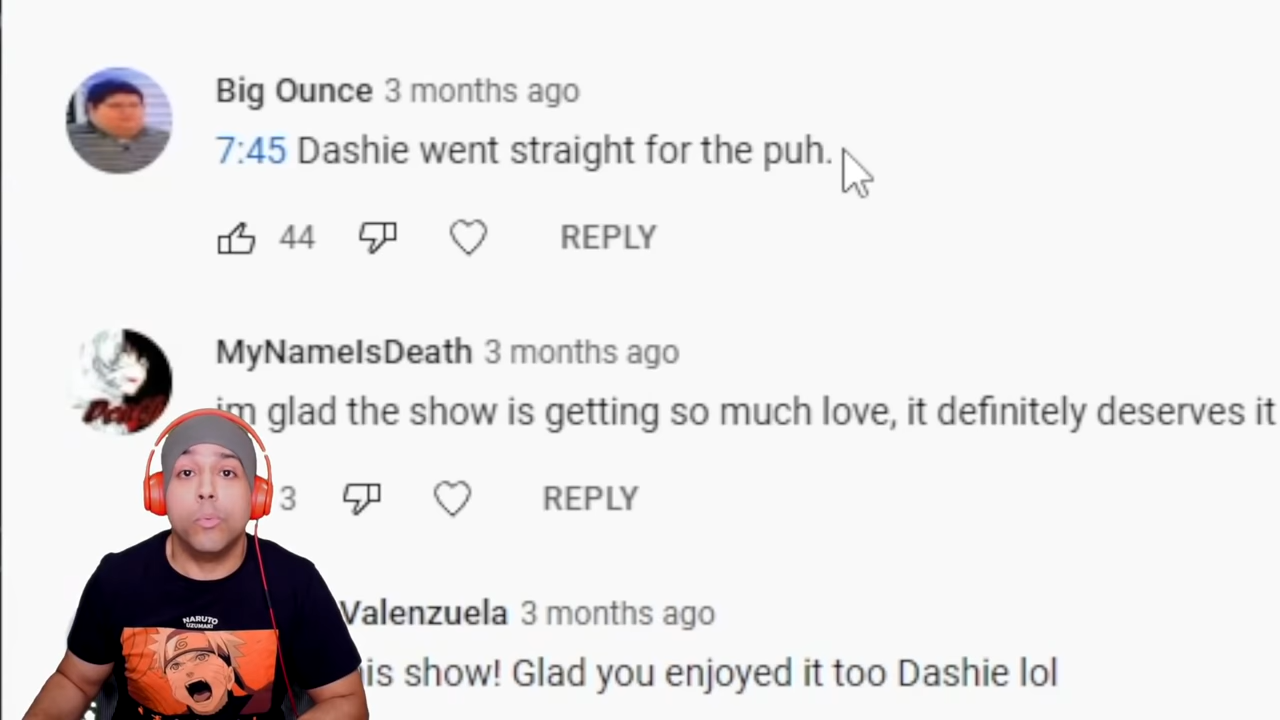 Big Ounce 3 months ago
7:45 Dashie went straight for the puh.
44 REPLY
MyNameIsDeath 3 months ago
im glad the show is getting so much love, it definitely deserves it
3 REPLY
Valenzuela 3 months ago
his show! Glad you enjoyed it too Dashie lol
NARUTO
UZUMAKI